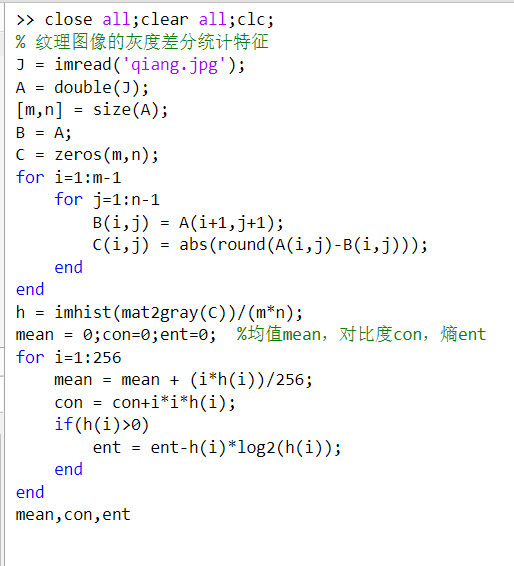 >> close all;clear all;clc;
% 纹理图像的灰度差分统计特征
J = imread('qiang.jpg');
A = double(J);
[m,n] = size(A);
B = A;
C = zeros(m,n);
for i=1:m-1
    for j=1:n-1
        B(i,j) = A(i+1,j+1);
        C(i,j) = abs(round(A(i,j)-B(i,j)));
    end
end
h = imhist(mat2gray(C))/(m*n);
mean = 0;con=0;ent=0;  %均值mean，对比度con，熵ent
for i=1:256
    mean = mean + (i*h(i))/256;
    con = con+i*i*h(i);
    if(h(i)>0)
        ent = ent-h(i)*log2(h(i));
    end
end
mean,con,ent